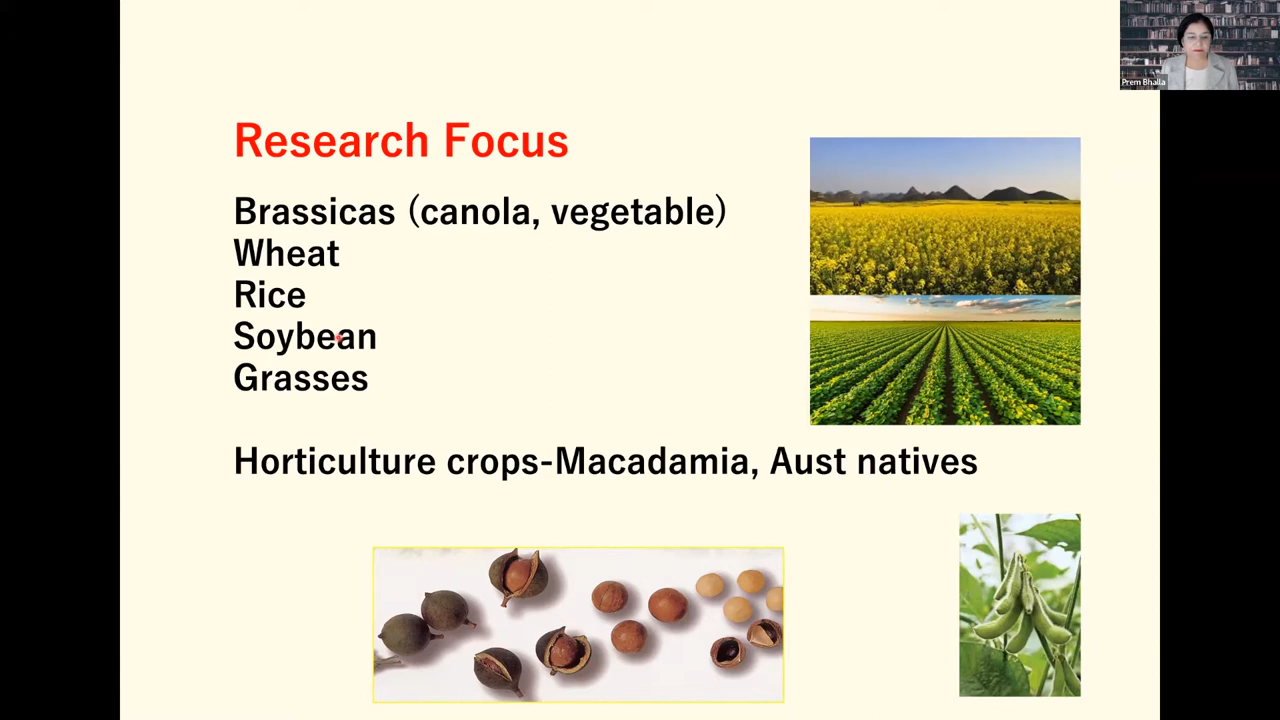 Prem Bhalla
Research Focus
Brassicas (canola, vegetable)
Wheat
Rice
Soybean
Grasses
Horticulture crops-Macadamia, Aust natives